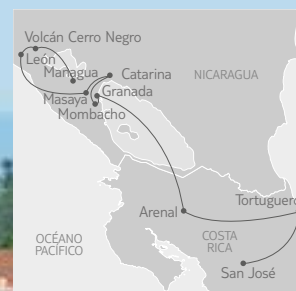 Volcán Cerro Negro
León
Managua
Catarina
NICARAGUA
Masaya
Granada
Mombacho
Arenal
Tortuguero
OCÉANO
PACÍFICO
COSTA
RICA
San José